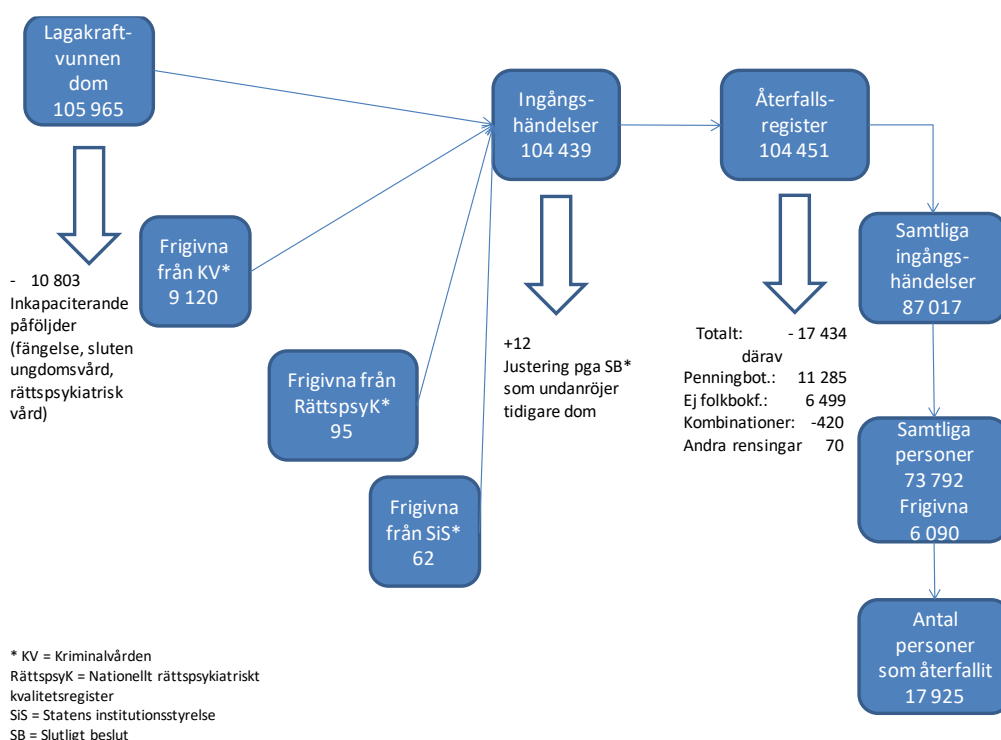 Lagakraft-
vunnen
dom
105 965
- 10 803
Inkapaciterande
påföljder
(fängelse, sluten
ungdomsvård,
rättspsykiatrisk
vård)
Frigivna
från KV*
9 120
Frigivna från
RättspsyK*
95
Frigivna
från SiS*
62
Ingångs-
händelser
104 439
+12
Justering pga SB*
som undanröjer
tidigare dom
Återfalls-
register
104 451
Totalt: - 17 434
därav
Penningbot.: 11 285
Ej folkbokf.: 6 499
Kombinationer: -420
Andra rensingar 70
Samtliga
ingångs-
händelser
87 017
Samtliga
personer
73 792
Frigivna
6 090
Antal
personer
som återfallit
17 925
* KV = Kriminalvården
RättspsyK = Nationellt rättspsykiatriskt
kvalitetsregister
SiS = Statens institutionsstyrelse
SB = Slutligt beslut